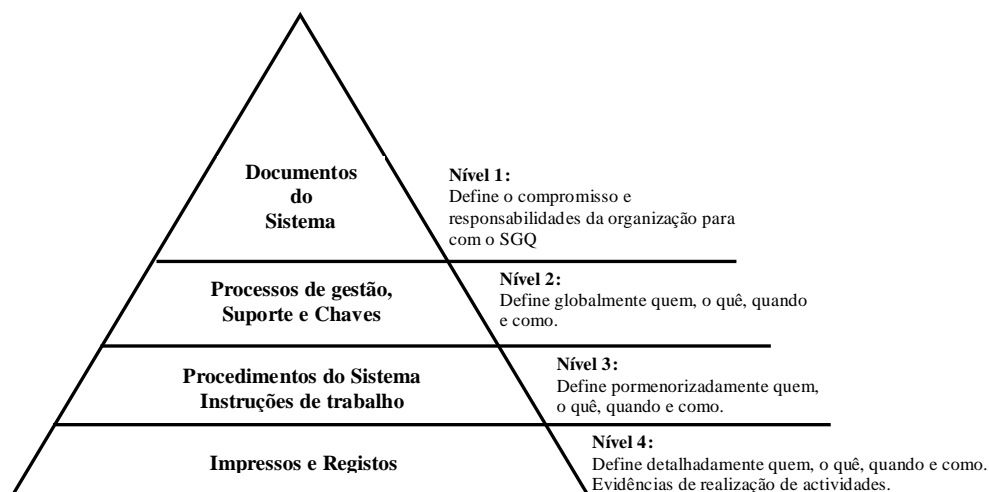 Documentos
do
Sistema
Nível 1:
Define o compromisso e
responsabilidades da organização para
com o SGQ
Processos de gestão,
Suporte e Chaves
Nível 2:
Define globalmente quem, o quê, quando
e como.
Procedimentos do Sistema
Instruções de trabalho
Nível 3:
Define pormenorizadamente quem,
o quê, quando e como.
Impressos e Registos
Nível 4:
Define detalhadamente quem, o quê, quando e como.
Evidências de realização de actividades.